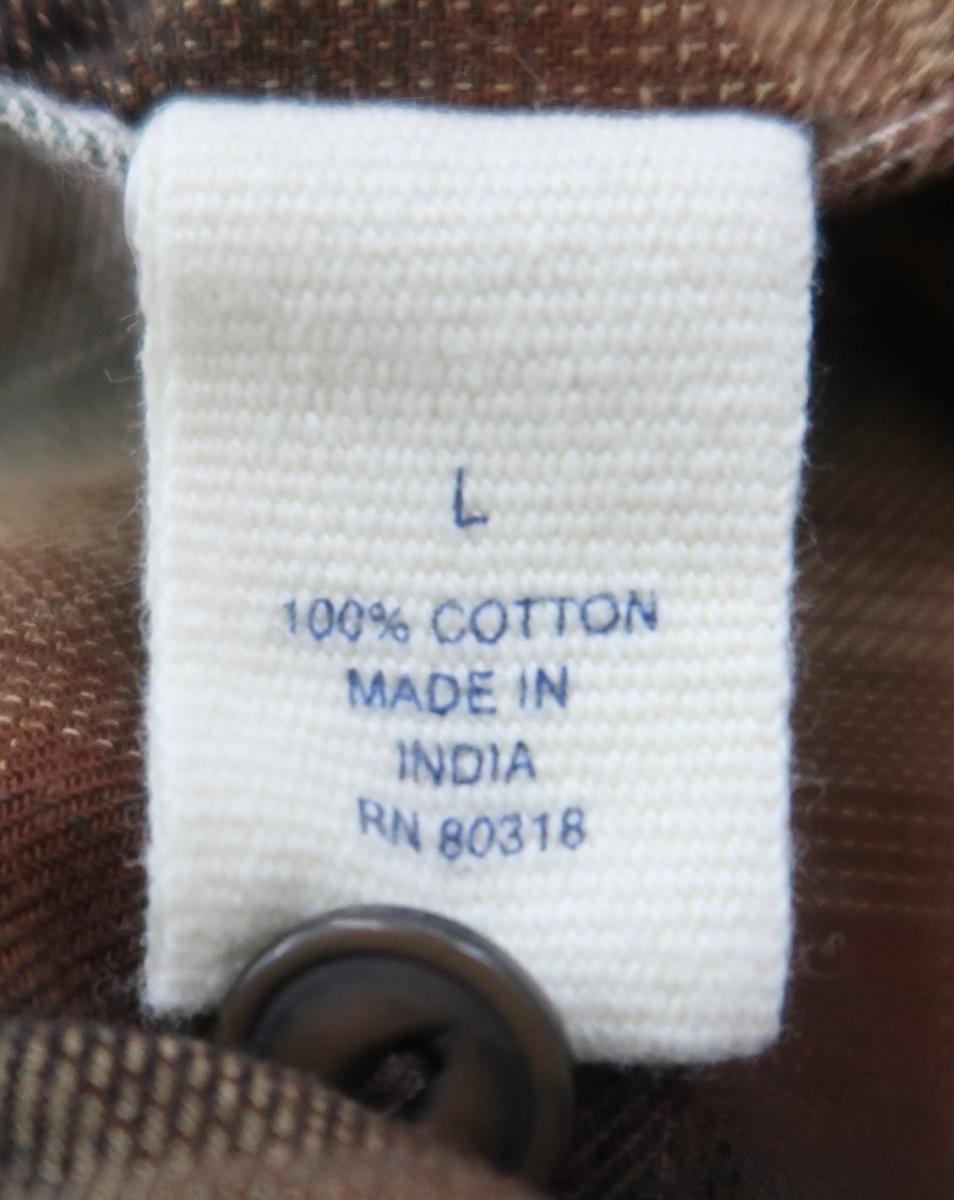 L
100% COTTON
MADE IN
INDIA
RN 80318